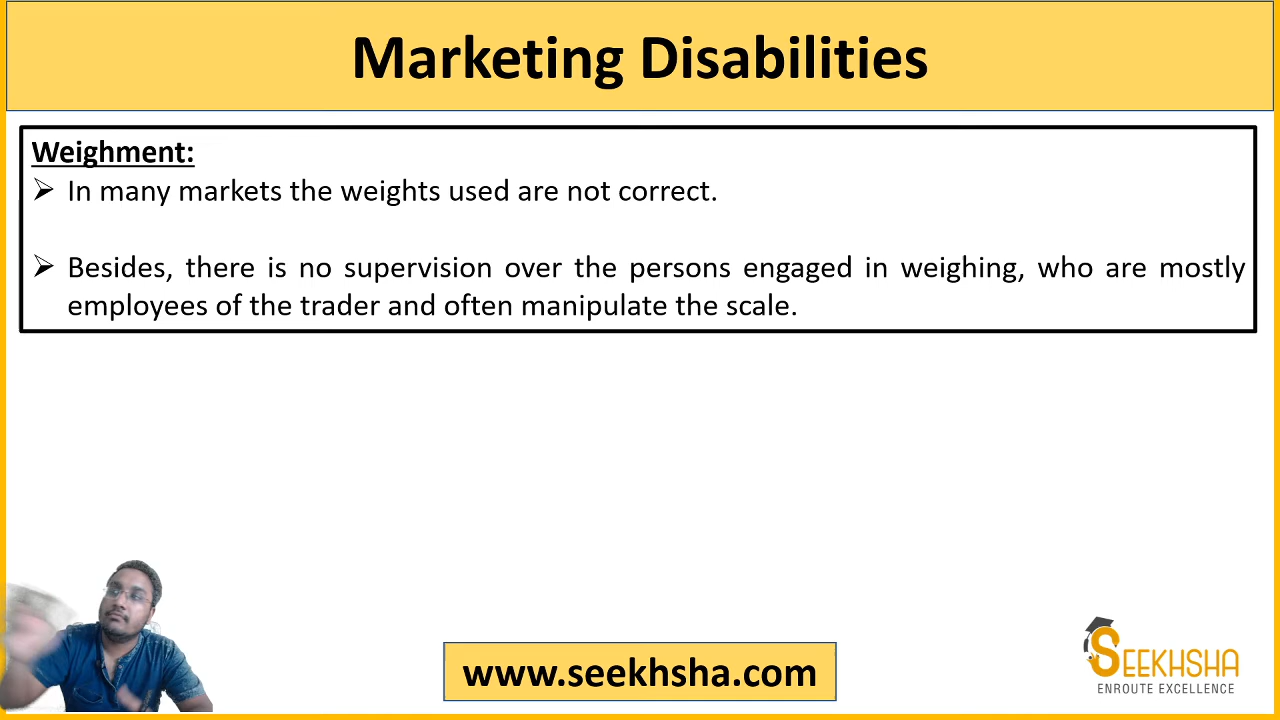 Marketing Disabilities
Weighment:
➢ In many markets the weights used are not correct.
➢ Besides, there is no supervision over the persons engaged in weighing, who are mostly
employees of the trader and often manipulate the scale.
www.seekhsha.com
SEEKHSHA
ENROUTE EXCELLENCE